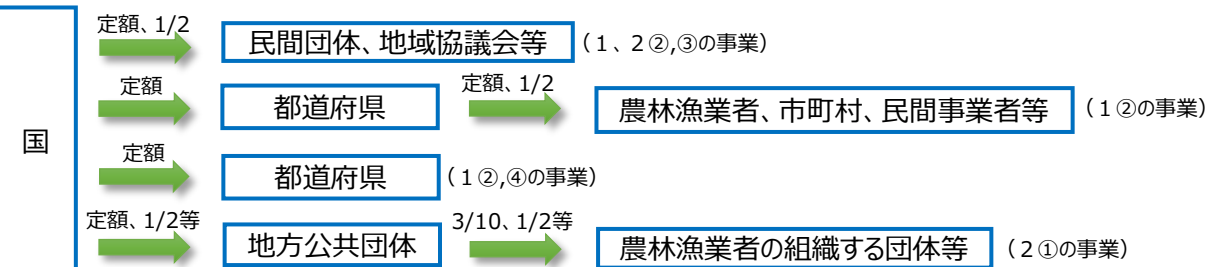 定額、1/2
民間団体、地域協議会等 （１、２②,③の事業）
定額 定額、1/2
都道府県 農林漁業者、市町村、民間事業者等 （１②の事業）
国
定額
都道府県 （１②,④の事業）
定額、1/2等 3/10、1/2等
地方公共団体 農林漁業者の組織する団体等 （２①の事業）